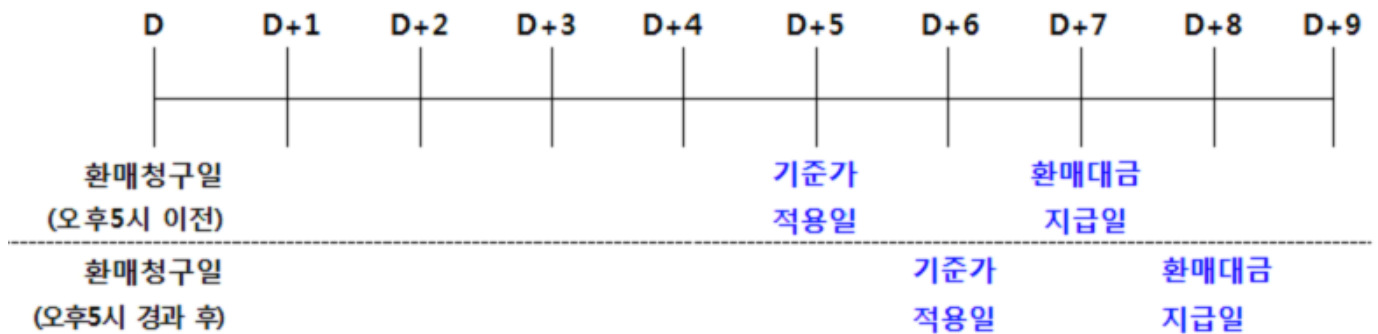 D D+1 D+2 D+3 D+4 D+5 D+6 D+7 D+8 D+9
환매청구일 기준가 환매대금
(오후5시 이전) 적용일 지급일
환매청구일 기준가 환매대금
(오후5시 경과 후) 적용일 지급일